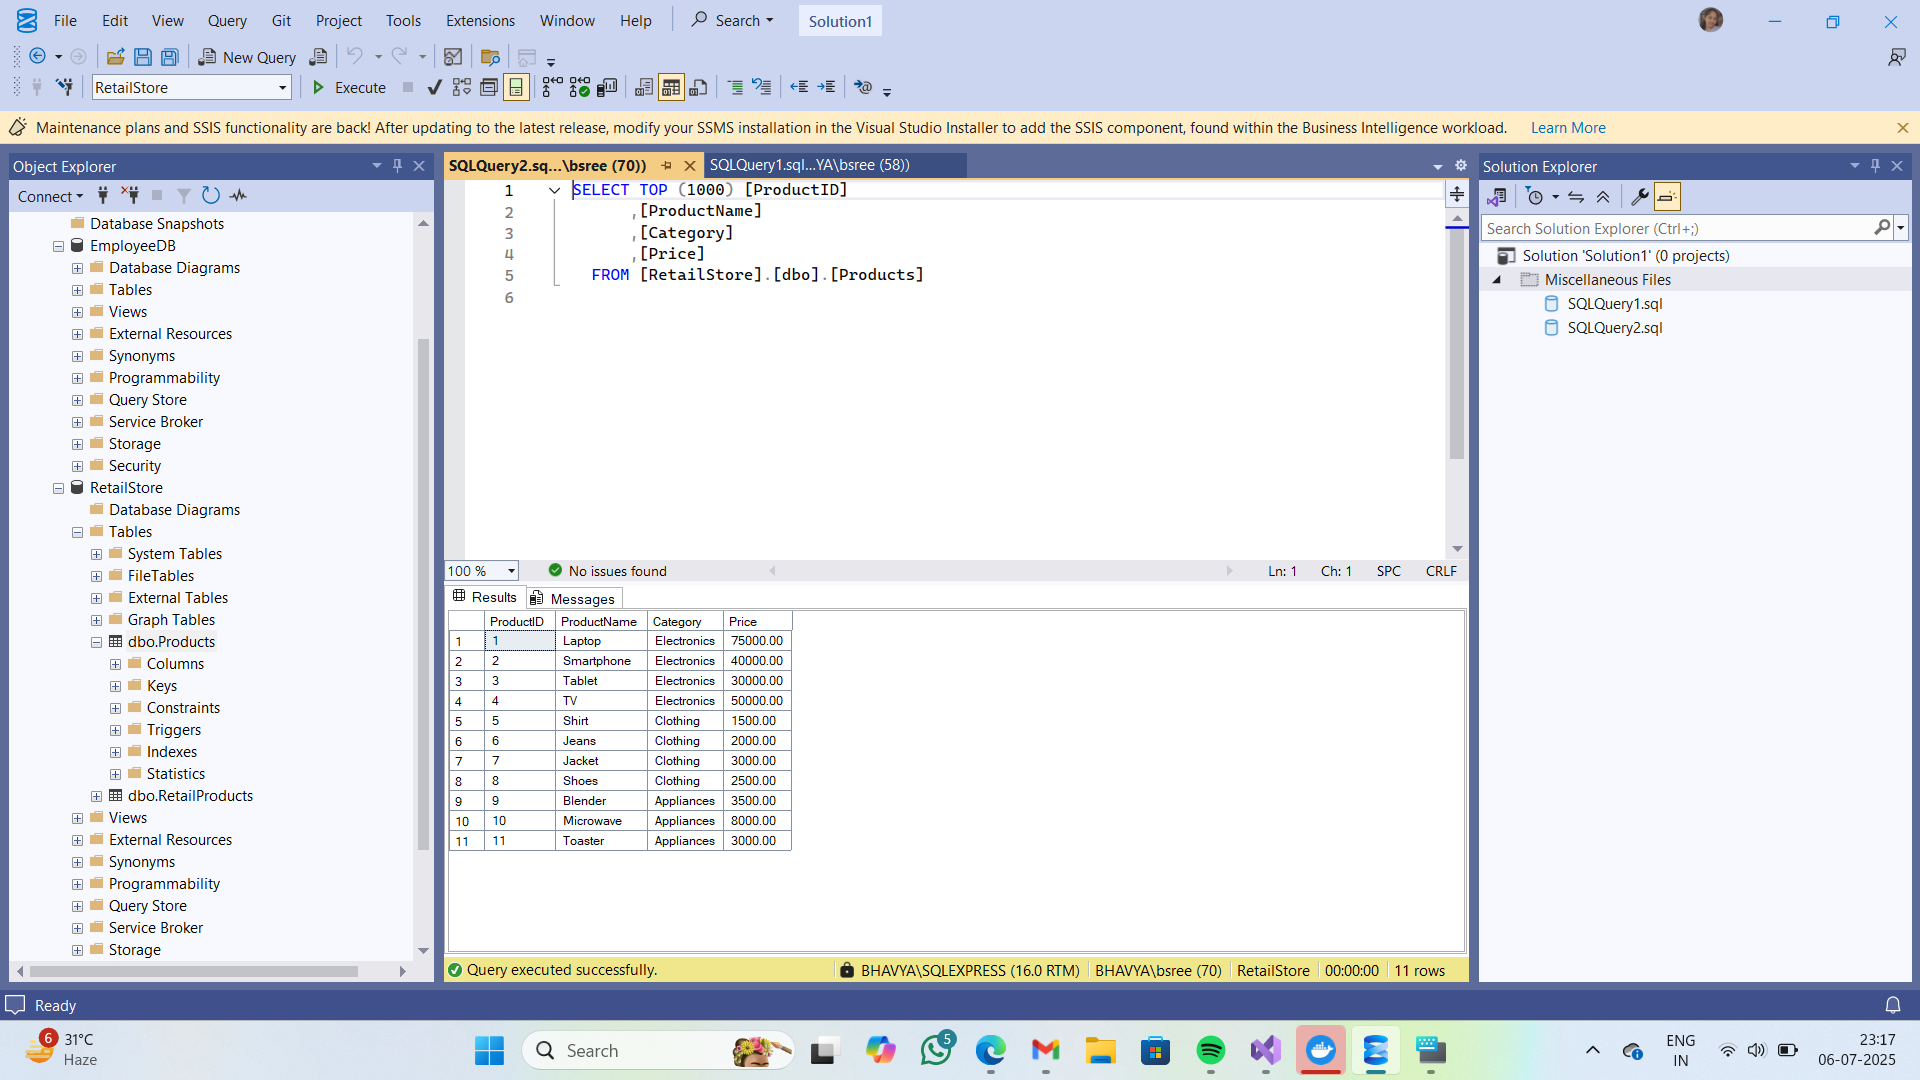 File Edit View Query Git Project Tools Extensions Window Help Search Solution1
New Query
RetailStore Execute
Maintenance plans and SSIS functionality are back! After updating to the latest release, modify your SSMS installation in the Visual Studio Installer to add the SSIS component, found within the Business Intelligence workload. Learn More
Object Explorer
Connect
Database Snapshots
EmployeeDB
Database Diagrams
Tables
Views
External Resources
Synonyms
Programmability
Query Store
Service Broker
Storage
Security
RetailStore
Database Diagrams
Tables
System Tables
FileTables
External Tables
Graph Tables
dbo.Products
Columns
Keys
Constraints
Triggers
Indexes
Statistics
dbo.RetailProducts
Views
External Resources
Synonyms
Programmability
Query Store
Service Broker
Storage
SQLQuery2.sq...\bsree (70)) SQLQuery1.sql...YA\bsree (58))
1 SELECT TOP (1000) [ProductID]
2 ,[ProductName]
3 ,[Category]
4 ,[Price]
5 FROM [RetailStore].[dbo].[Products]
6
100 % No issues found Ln: 1 Ch: 1 SPC CRLF
Results Messages
ProductID ProductName Category Price
1 1 Laptop Electronics 75000.00
2 2 Smartphone Electronics 40000.00
3 3 Tablet Electronics 30000.00
4 4 TV Electronics 50000.00
5 5 Shirt Clothing 1500.00
6 6 Jeans Clothing 2000.00
7 7 Jacket Clothing 3000.00
8 8 Shoes Clothing 2500.00
9 9 Blender Appliances 3500.00
10 10 Microwave Appliances 8000.00
11 11 Toaster Appliances 3000.00
Query executed successfully. BHAVYA\SQLEXPRESS (16.0 RTM) BHAVYA\bsree (70) RetailStore 00:00:00 11 rows
Solution Explorer
Search Solution Explorer (Ctrl+;)
Solution 'Solution1' (0 projects)
Miscellaneous Files
SQLQuery1.sql
SQLQuery2.sql
Ready
6 31°C
Haze
Search
5
ENG
IN
23:17
06-07-2025